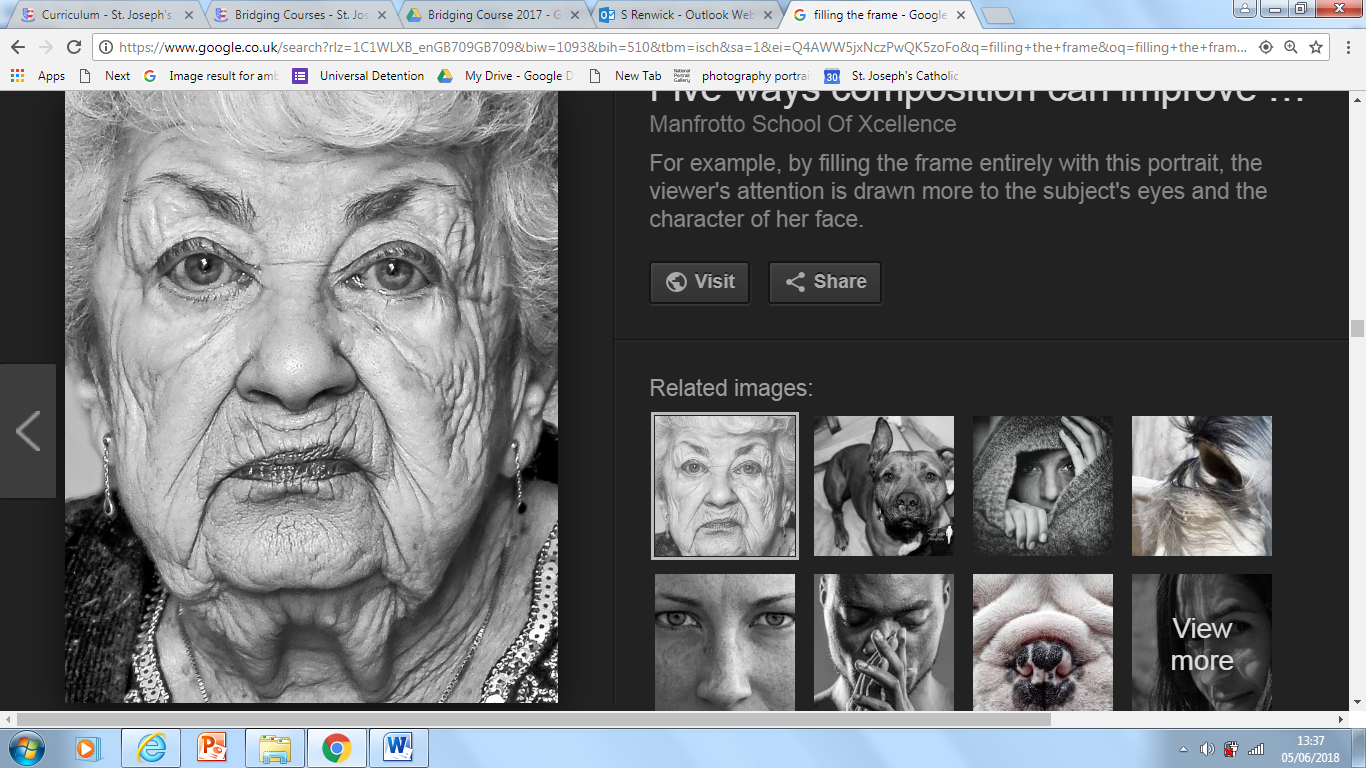 Curriculum - St. Joseph's
Bridging Courses - St. Jos
Bridging Course 2017 - G
S Renwick - Outlook Web
filling the frame - Google
https://www.google.co.uk/search?rlz=1C1WLXB_enGB709GB709&biw=1093&bih=510&tbm=isch&sa=1&ei=Q4AWW5jxNczPwQK5zoFo&q=filling+the+frame&oq=filling+the+fram...
Apps
Next
Image result for amb
Universal Detention
My Drive - Google D
New Tab
National Portrait Gallery
photography portrai
30
St. Joseph's Catholic
Five ways composition can improve ...
Manfrotto School Of Xcellence
For example, by filling the frame entirely with this portrait, the
viewer's attention is drawn more to the subject's eyes and the
character of her face.
Visit
Share
Related images:
View
more
13:37
05/06/2018